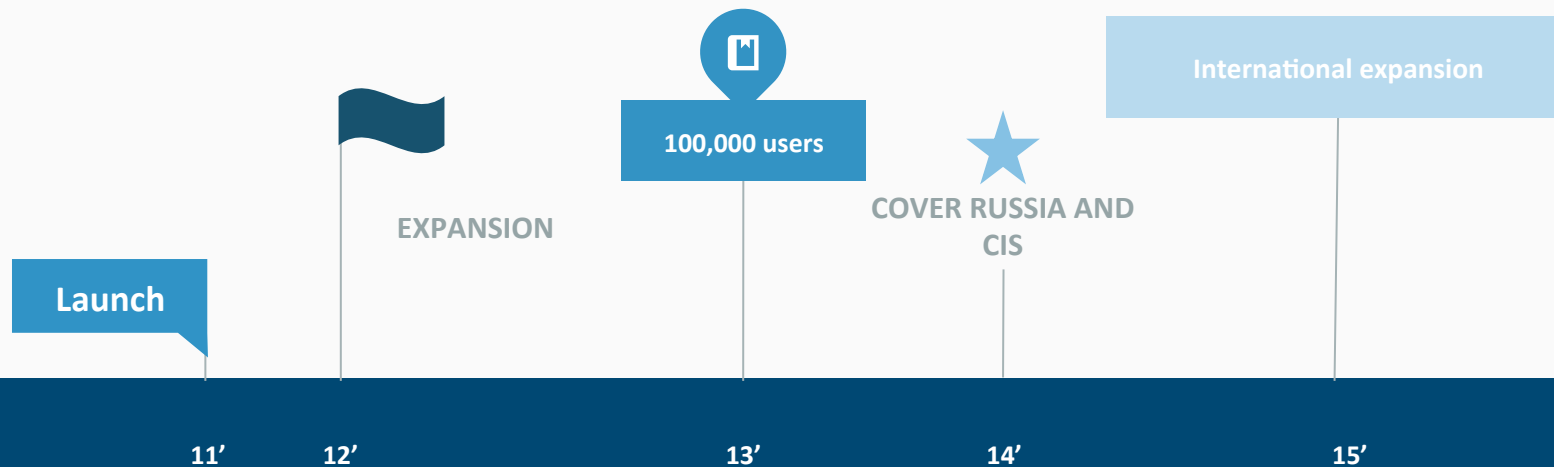 International expansion
100,000 users
COVER RUSSIA AND
CIS
EXPANSION
Launch
11’ 12’ 13’ 14’ 15’